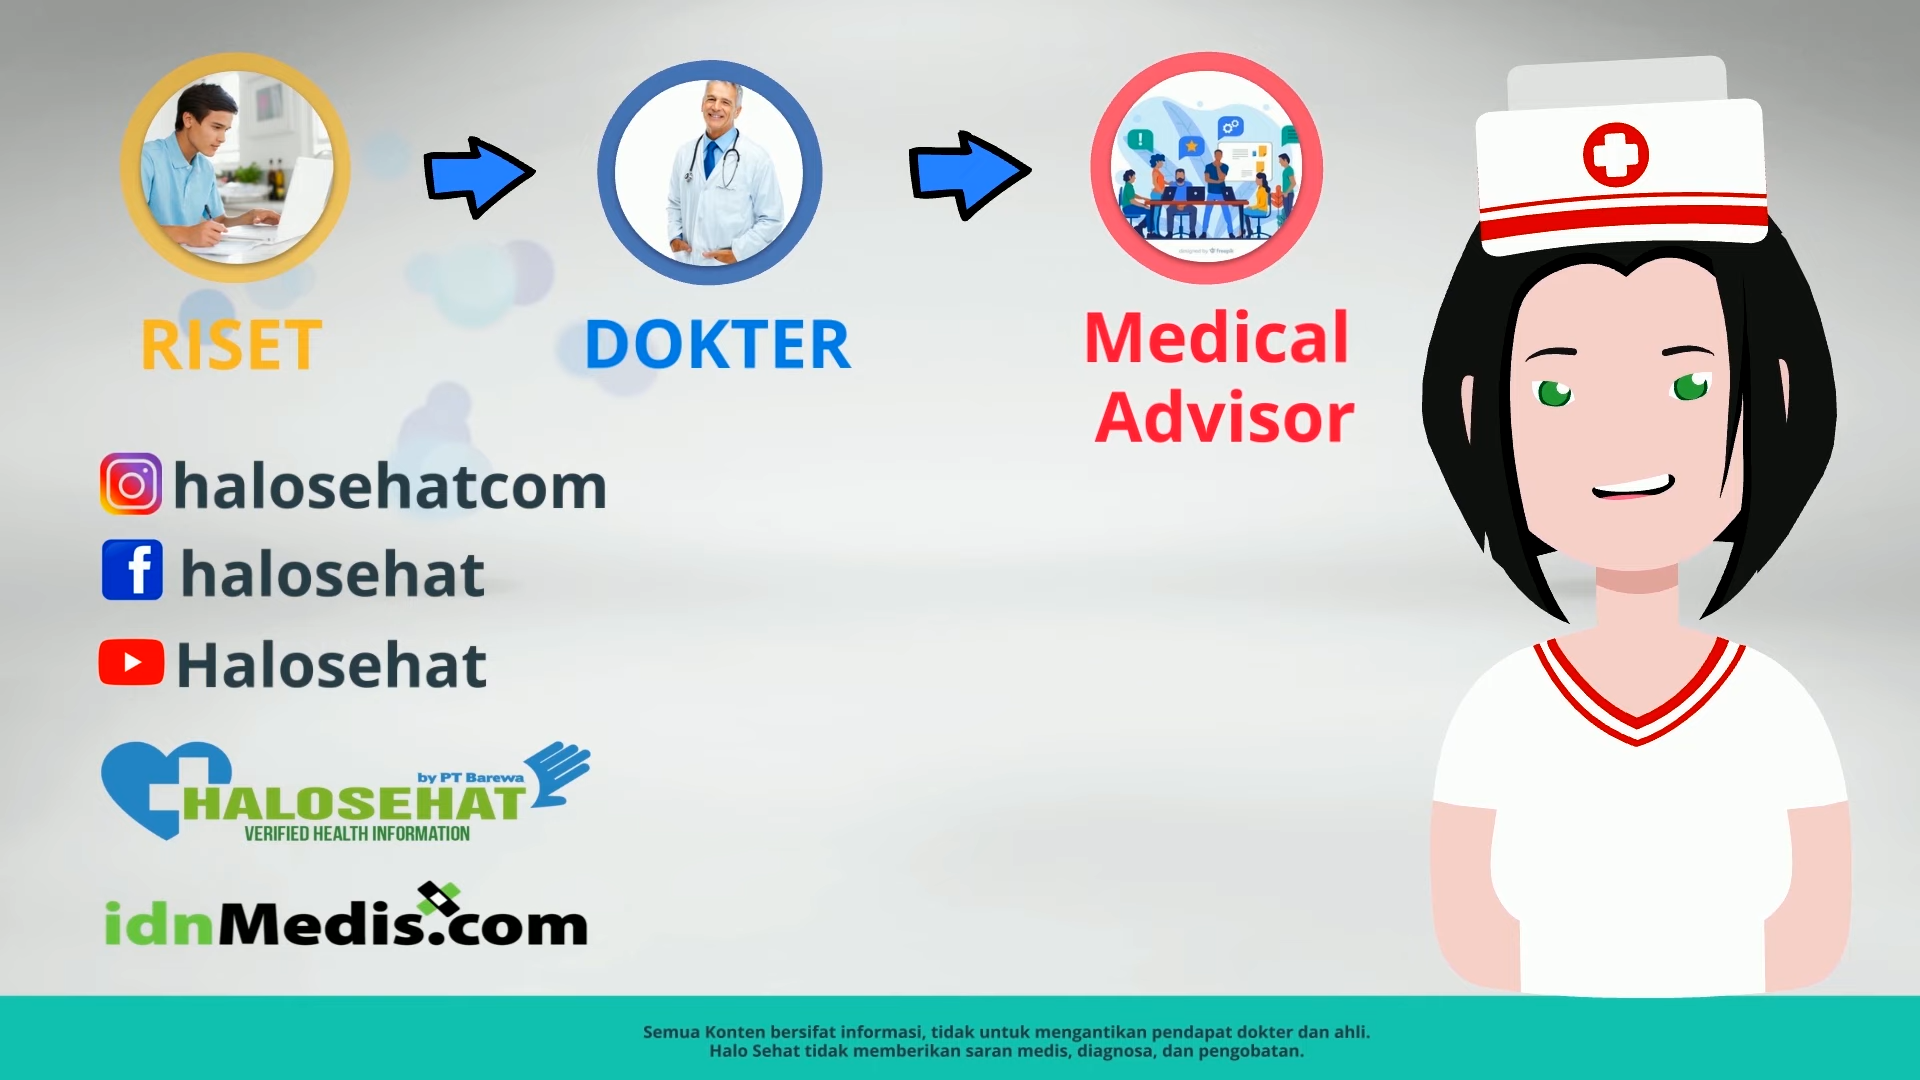 RISET
DOKTER
Medical
Advisor
halosehatcom
halosehat
Halosehat
by PT Barewa
HALOSEHAT
VERIFIED HEALTH INFORMATION
idnMedis.com
Semua Konten bersifat informasi, tidak untuk mengantikan pendapat dokter dan ahli.
Halo Sehat tidak memberikan saran medis, diagnosa, dan pengobatan.